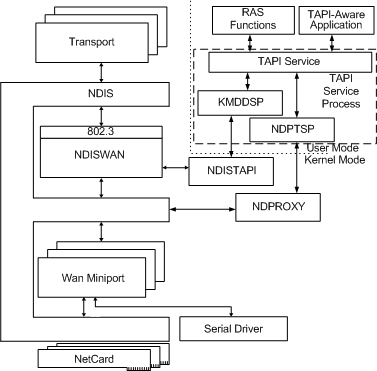 RAS
Functions
TAPI-Aware
Application
Transport
TAPI Service
TAPI
Service
Process
NDIS
KMDDSP
802.3
NDPTSP
NDISWAN
User Mode
Kernel Mode
NDISTAPI
NDPROXY
Wan Miniport
Serial Driver
NetCard